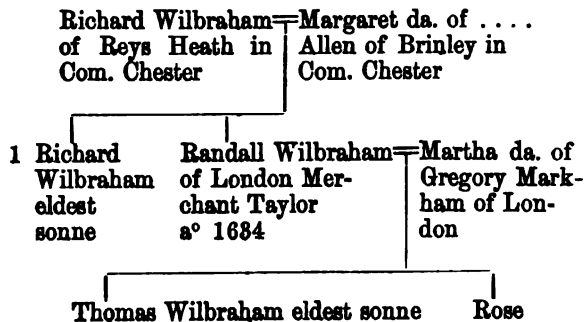 Richard Wilbraham=Margaret da. of ....
of Reys Heath in Allen of Brinley in
Com. Chester Com. Chester
1 Richard Randall Wilbraham=Martha da. of
Wilbraham of London Mer- Gregory Mark-
eldest chant Taylor ham of Lon-
sonne aº 1634 don
Thomas Wilbraham eldest sonne Rose